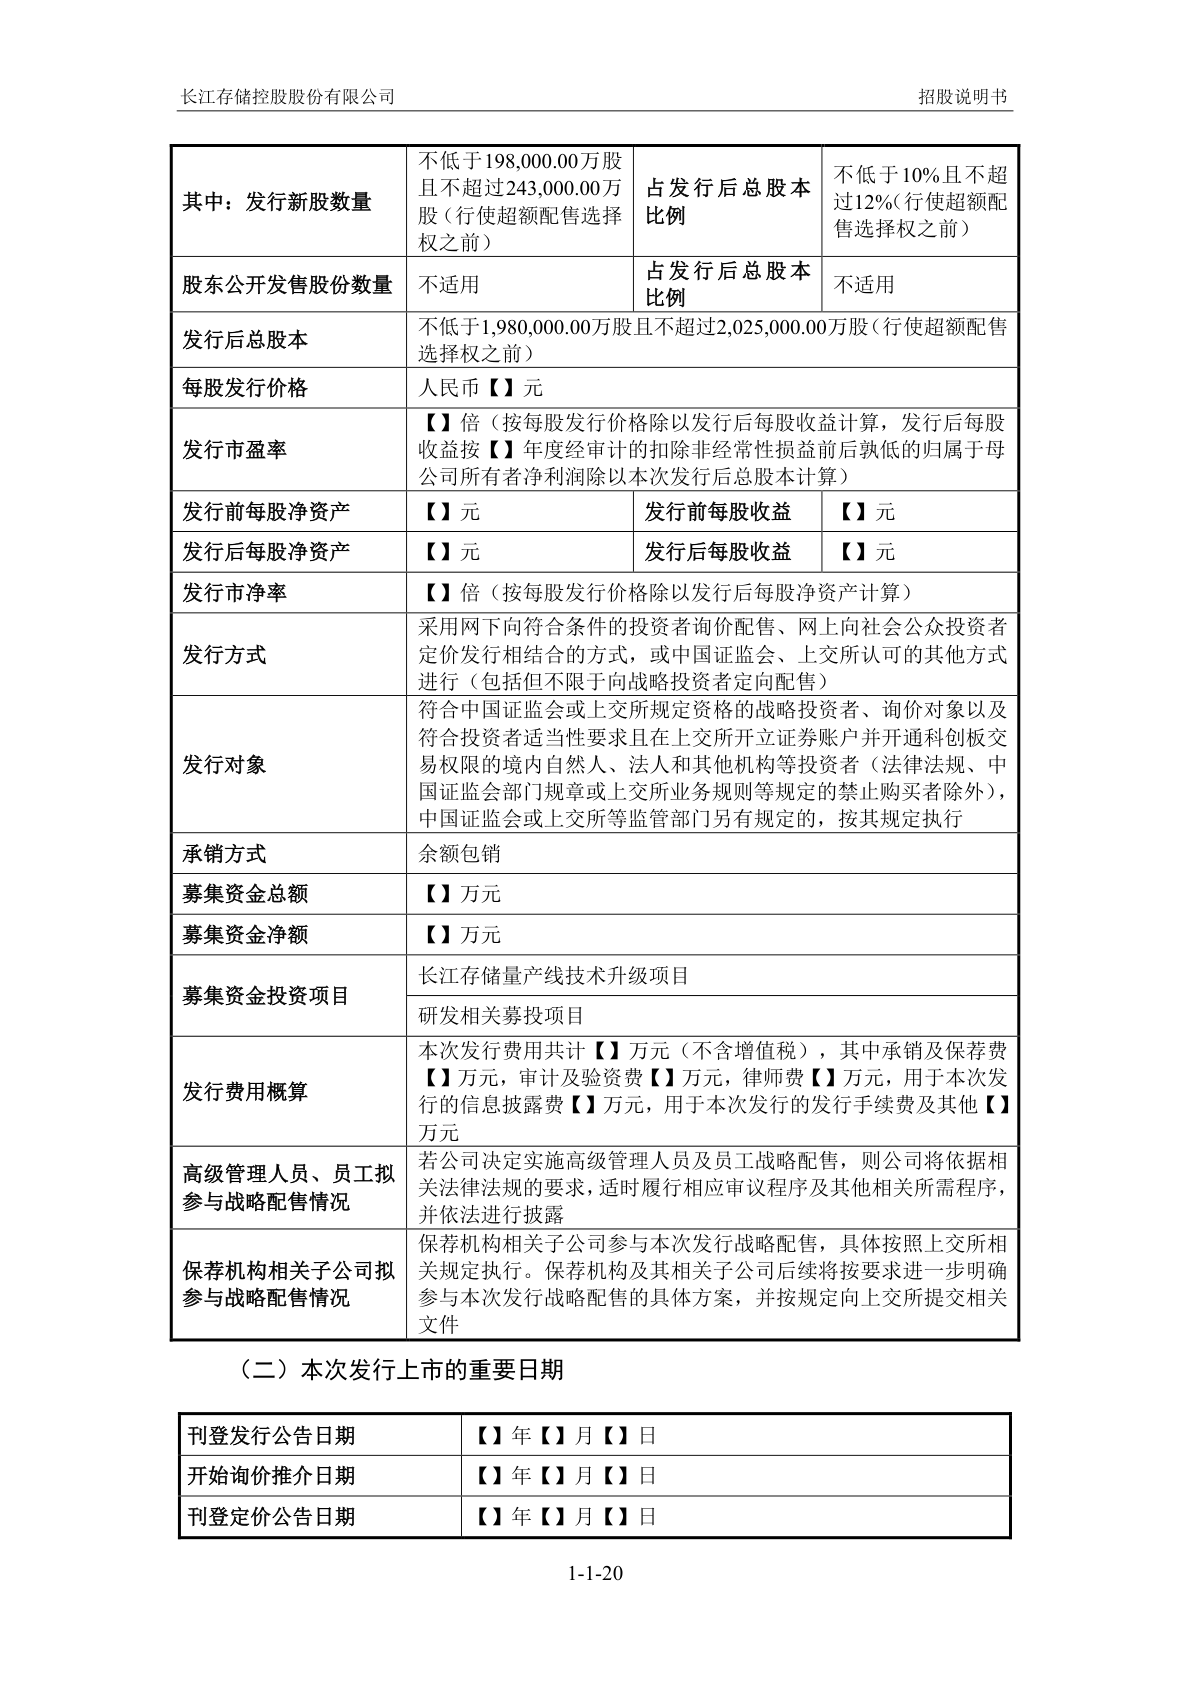 长江存储控股股份有限公司
招股说明书
其中：发行新股数量
不低于198,000.00万股
且不超过243,000.00万
股（行使超额配售选择
权之前）
占发行后总股本
比例
不低于10%且不超
过12%（行使超额配
售选择权之前）
股东公开发售股份数量
不适用
占发行后总股本
比例
不适用
发行后总股本
不低于1,980,000.00万股且不超过2,025,000.00万股（行使超额配售
选择权之前）
每股发行价格
人民币【】元
发行市盈率
【】倍（按每股发行价格除以发行后每股收益计算，发行后每股
收益按【】年度经审计的扣除非经常性损益前后孰低的归属于母
公司所有者净利润除以本次发行后总股本计算）
发行前每股净资产
【】元
发行前每股收益
【】元
发行后每股净资产
【】元
发行后每股收益
【】元
发行市净率
【】倍（按每股发行价格除以发行后每股净资产计算）
发行方式
采用网下向符合条件的投资者询价配售、网上向社会公众投资者
定价发行相结合的方式，或中国证监会、上交所认可的其他方式
进行（包括但不限于向战略投资者定向配售）
发行对象
符合中国证监会或上交所规定资格的战略投资者、询价对象以及
符合投资者适当性要求且在上交所开立证券账户并开通科创板交
易权限的境内自然人、法人和其他机构等投资者（法律法规、中
国证监会部门规章或上交所业务规则等规定的禁止购买者除外），
中国证监会或上交所等监管部门另有规定的，按其规定执行
承销方式
余额包销
募集资金总额
【】万元
募集资金净额
【】万元
募集资金投资项目
长江存储量产线技术升级项目
研发相关募投项目
发行费用概算
本次发行费用共计【】万元（不含增值税），其中承销及保荐费
【】万元，审计及验资费【】万元，律师费【】万元，用于本次发
行的信息披露费【】万元，用于本次发行的发行手续费及其他【】
万元
高级管理人员、员工拟
参与战略配售情况
若公司决定实施高级管理人员及员工战略配售，则公司将依据相
关法律法规的要求，适时履行相应审议程序及其他相关所需程序，
并依法进行披露
保荐机构相关子公司拟
参与战略配售情况
保荐机构相关子公司参与本次发行战略配售，具体按照上交所相
关规定执行。保荐机构及其相关子公司后续将按要求进一步明确
参与本次发行战略配售的具体方案，并按规定向上交所提交相关
文件
（二）本次发行上市的重要日期
刊登发行公告日期
【】年【】月【】日
开始询价推介日期
【】年【】月【】日
刊登定价公告日期
【】年【】月【】日
1-1-20